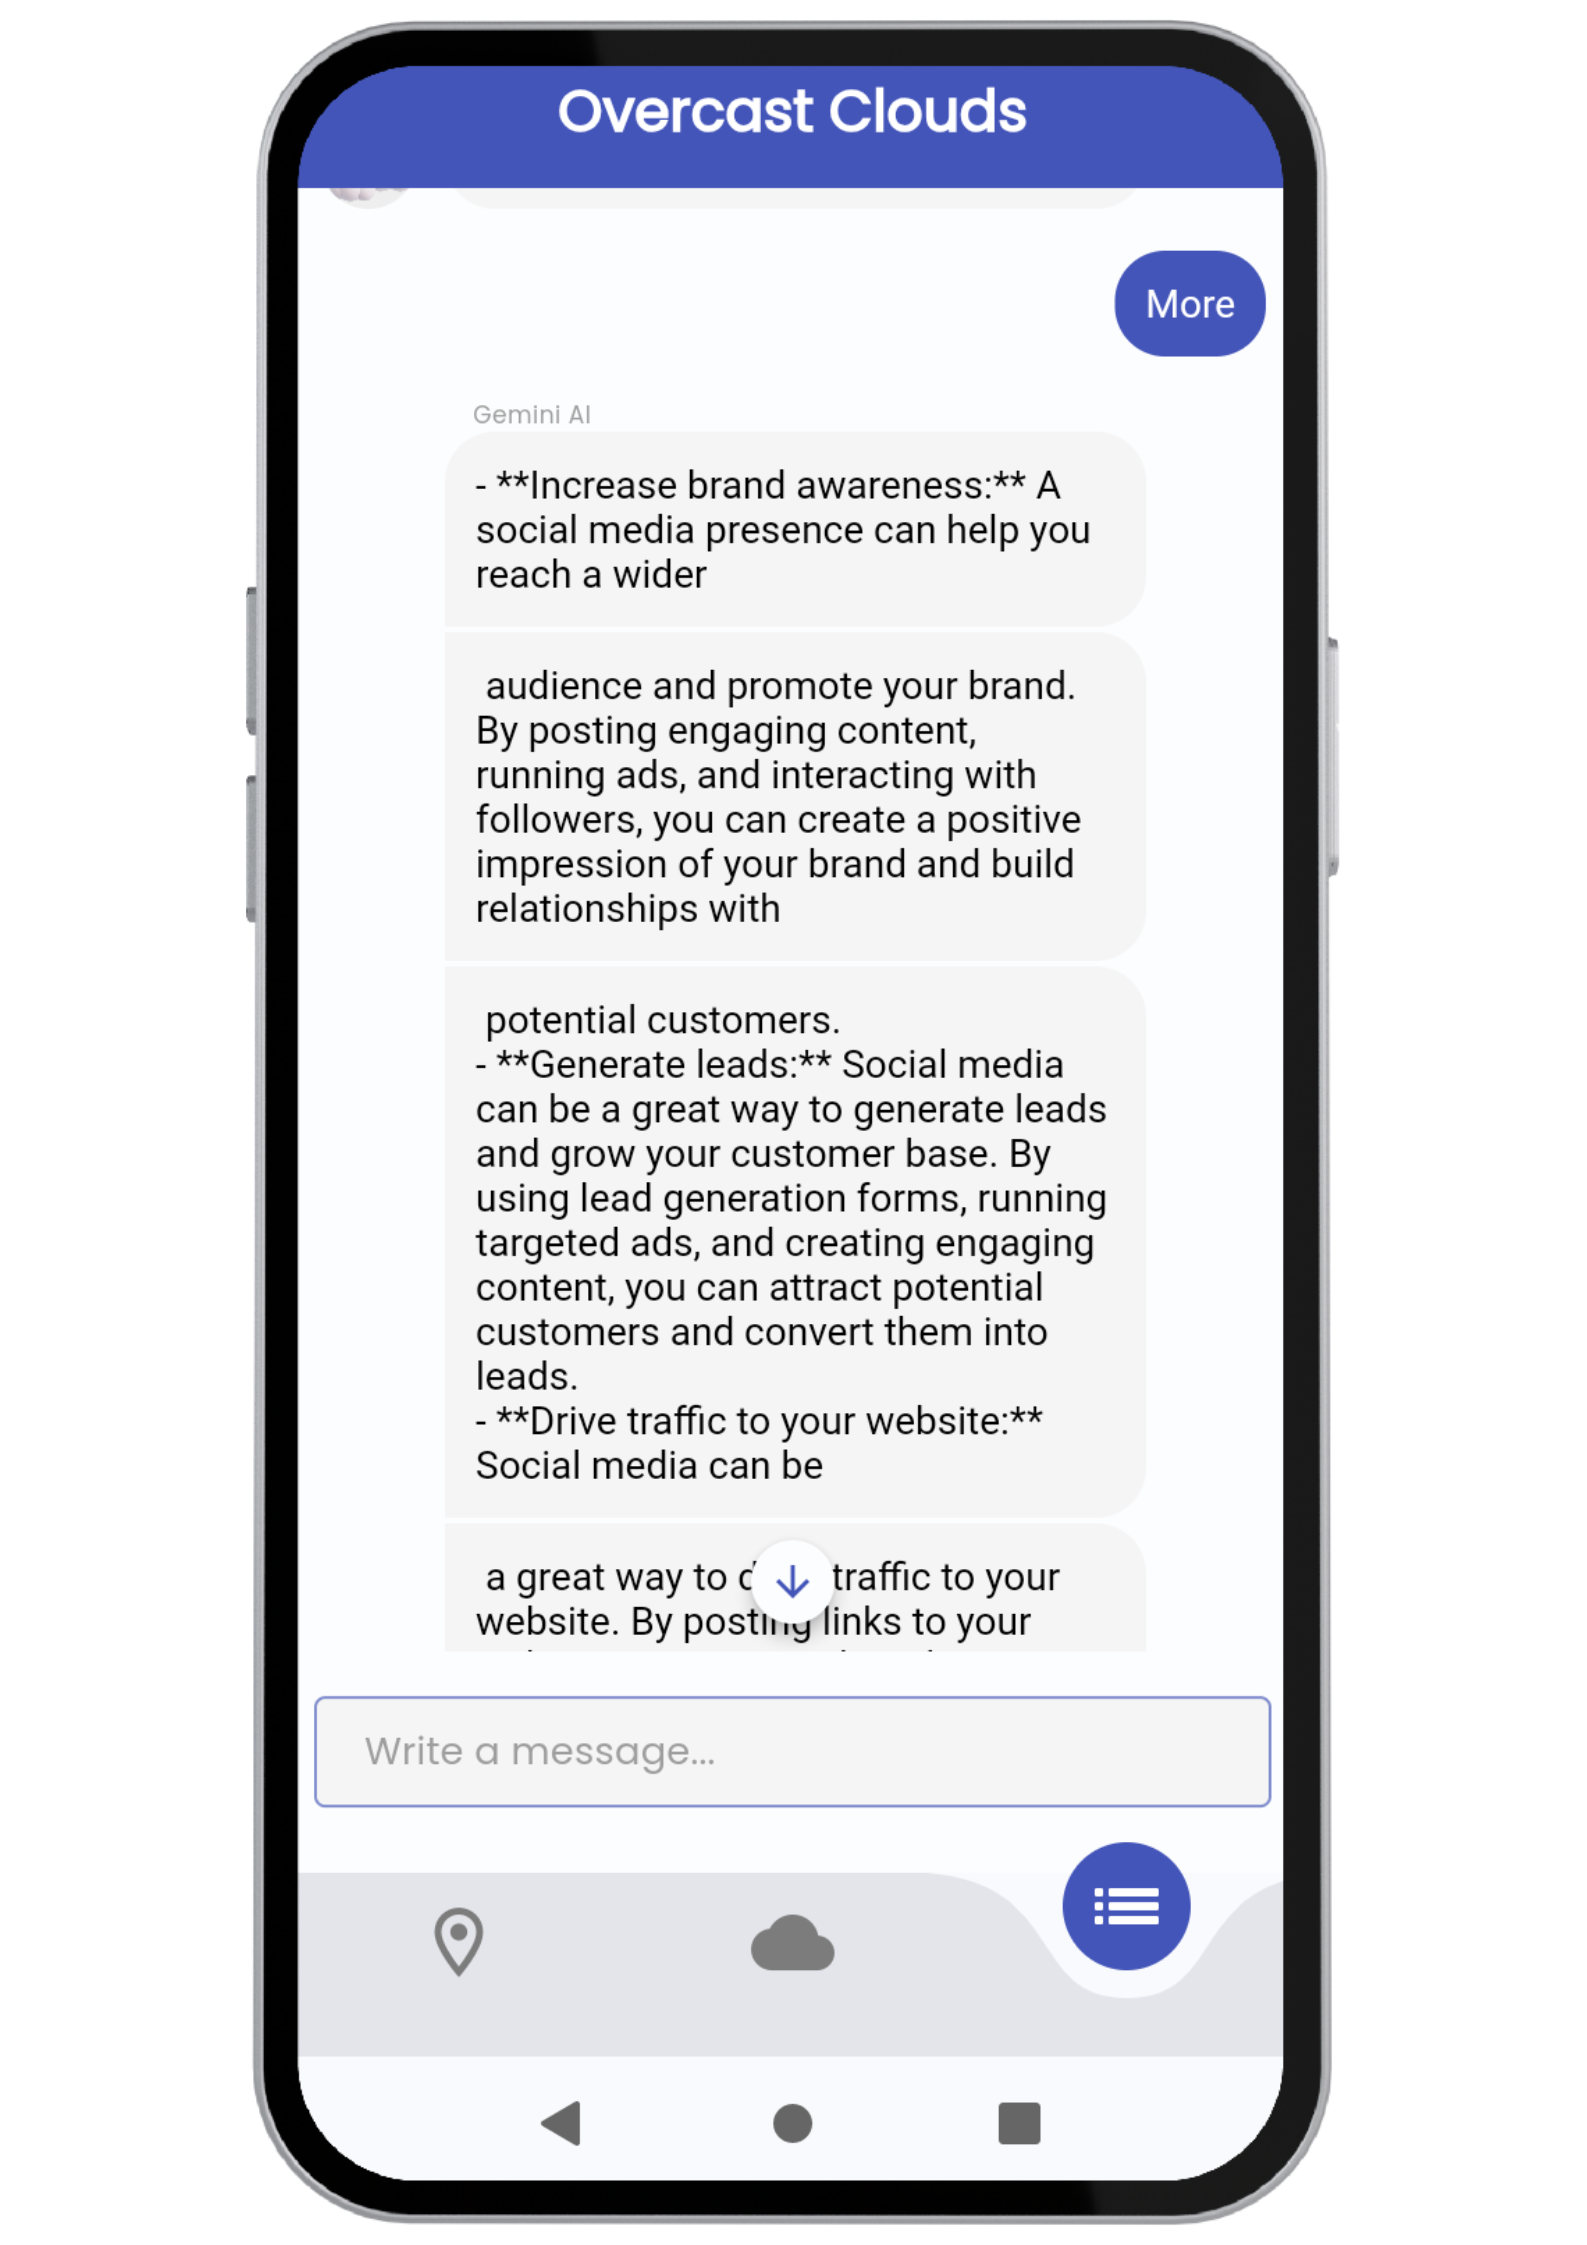 Overcast Clouds
More
Gemini AI
- **Increase brand awareness:** A
social media presence can help you
reach a wider
audience and promote your brand.
By posting engaging content,
running ads, and interacting with
followers, you can create a positive
impression of your brand and build
relationships with
potential customers.
- **Generate leads:** Social media
can be a great way to generate leads
and grow your customer base. By
using lead generation forms, running
targeted ads, and creating engaging
content, you can attract potential
customers and convert them into
leads.
- **Drive traffic to your website:**
Social media can be
a great way to traffic to your
website. By posting links to your
Write a message...